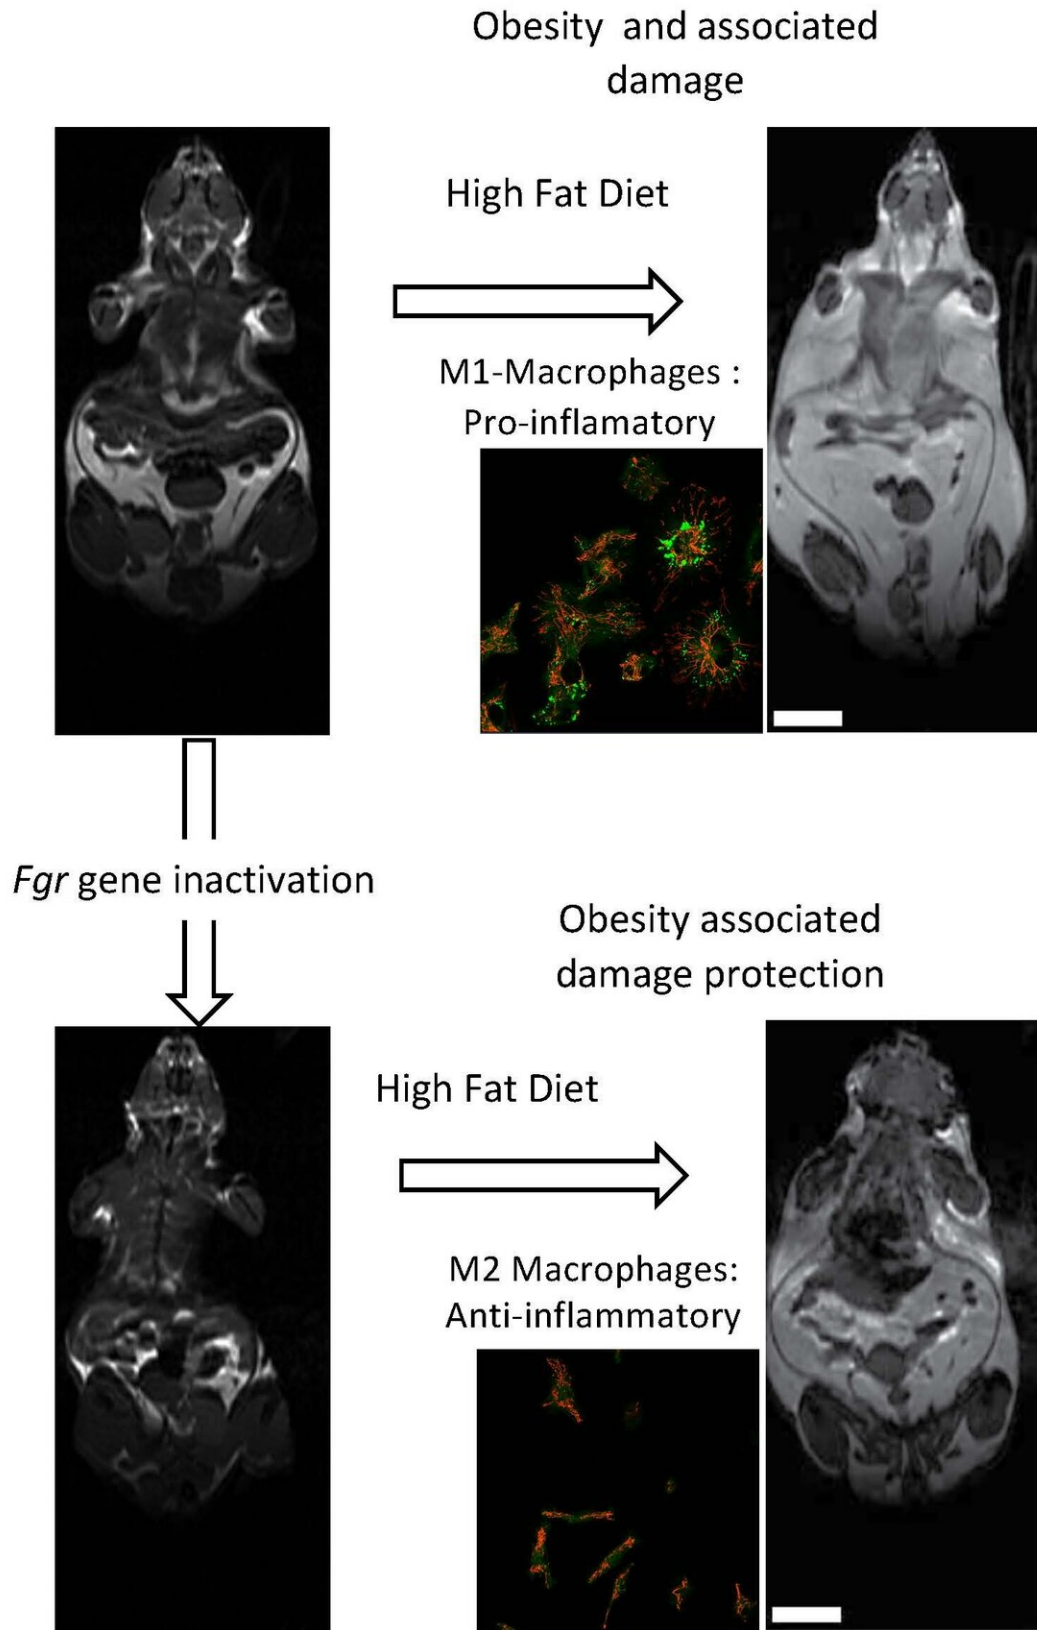 Obesity  and associated
damage
High Fat Diet
M1-Macrophages :
Pro-inflamatory
Fgr gene inactivation
Obesity associated
damage protection
High Fat Diet
M2 Macrophages:
Anti-inflammatory